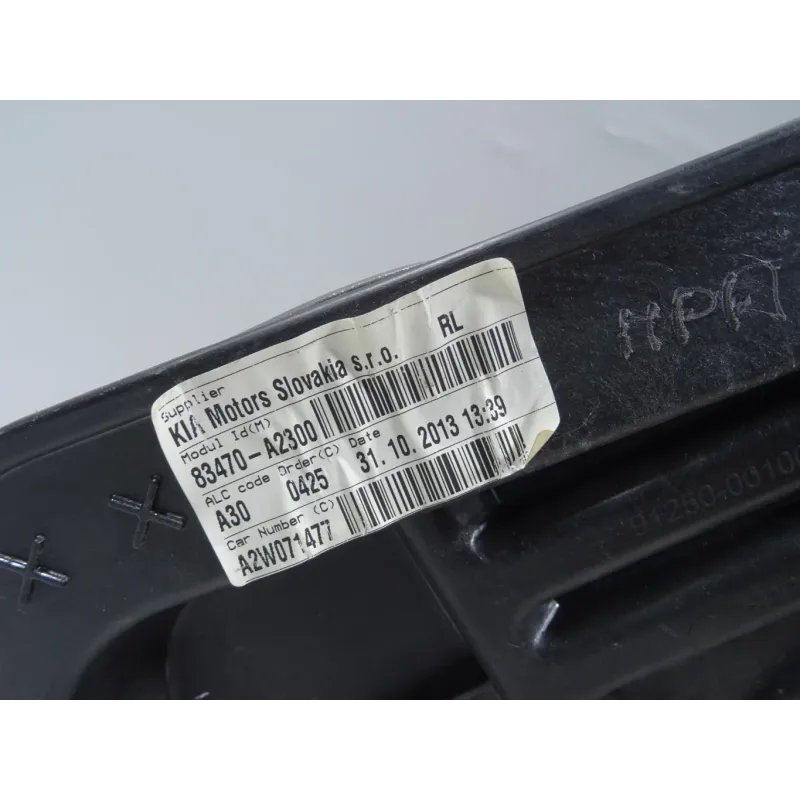 Supplier
KIA Motors Slovakia s.r.o. RL
Modul Id(M)
83470-A2300
ALC code Order(C) Date
A30 0425 31. 10. 2013 13:39
Car Number (C)
A2W071477